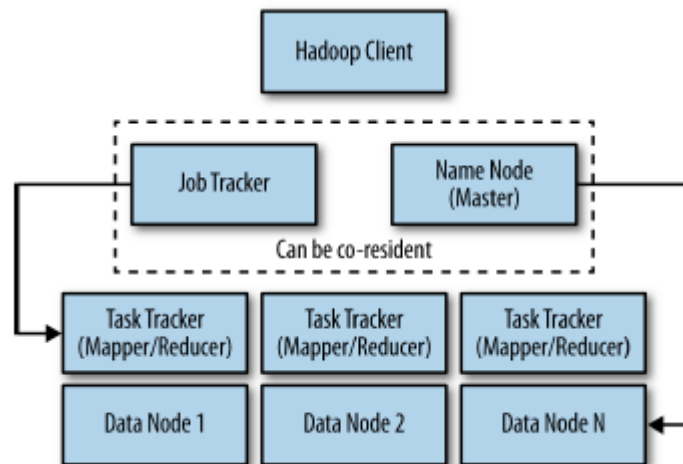 Hadoop Client
Job Tracker
Name Node
(Master)
Can be co-resident
Task Tracker
(Mapper/Reducer)
Task Tracker
(Mapper/Reducer)
Task Tracker
(Mapper/Reducer)
Data Node 1
Data Node 2
Data Node N